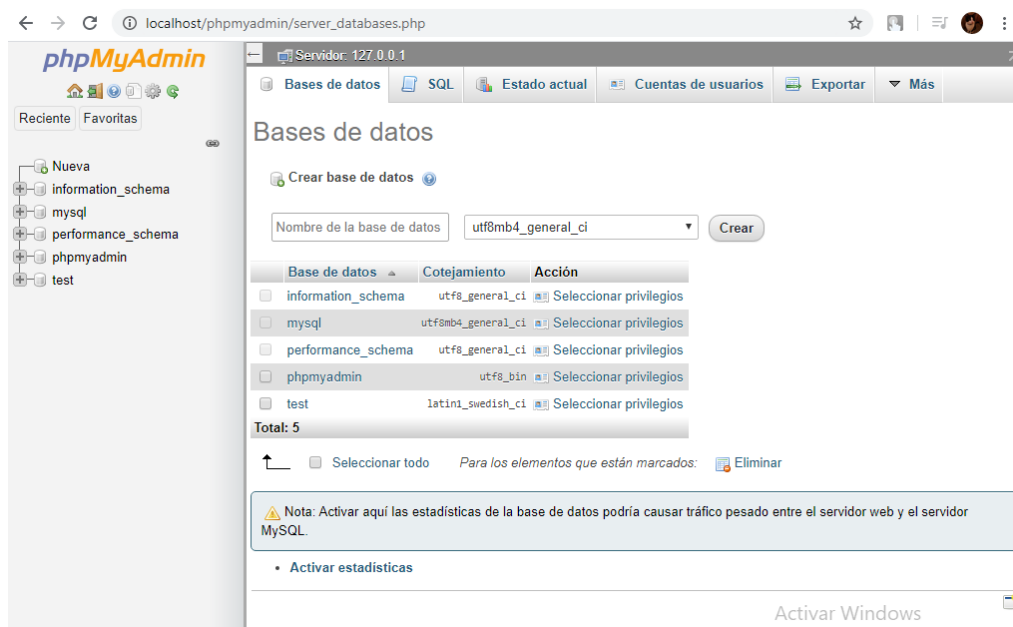 localhost/phpmyadmin/server_databases.php
phpMyAdmin
Reciente Favoritas
Nueva
information_schema
mysql
performance_schema
phpmyadmin
test
Servidor: 127.0.0.1
Bases de datos SQL Estado actual Cuentas de usuarios Exportar Más
Bases de datos
Crear base de datos
Nombre de la base de datos utf8mb4_general_ci Crear
Base de datos Cotejamiento Acción
information_schema utf8_general_ci Seleccionar privilegios
mysql utf8mb4_general_ci Seleccionar privilegios
performance_schema utf8_general_ci Seleccionar privilegios
phpmyadmin utf8_bin Seleccionar privilegios
test latin1_swedish_ci Seleccionar privilegios
Total: 5
Seleccionar todo Para los elementos que están marcados: Eliminar
Nota: Activar aquí las estadísticas de la base de datos podría causar tráfico pesado entre el servidor web y el servidor
MySQL.
• Activar estadísticas
Activar Windows